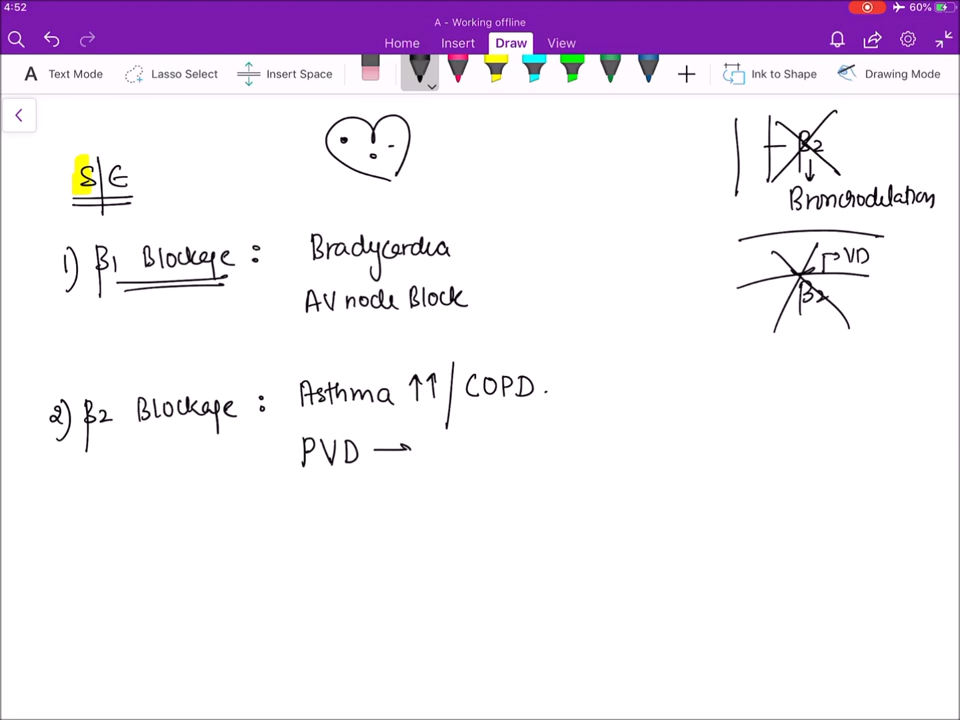 4:52
60%
A - Working offline
Home Insert Draw View
A Text Mode Lasso Select Insert Space Ink to Shape Drawing Mode
S/E
β2
Broncrodelation
1) β1 Blockage : Bradycardia
AV node Block
VD
β2
2) β2 Blockage : Asthma ↑↑ / COPD.
PVD →